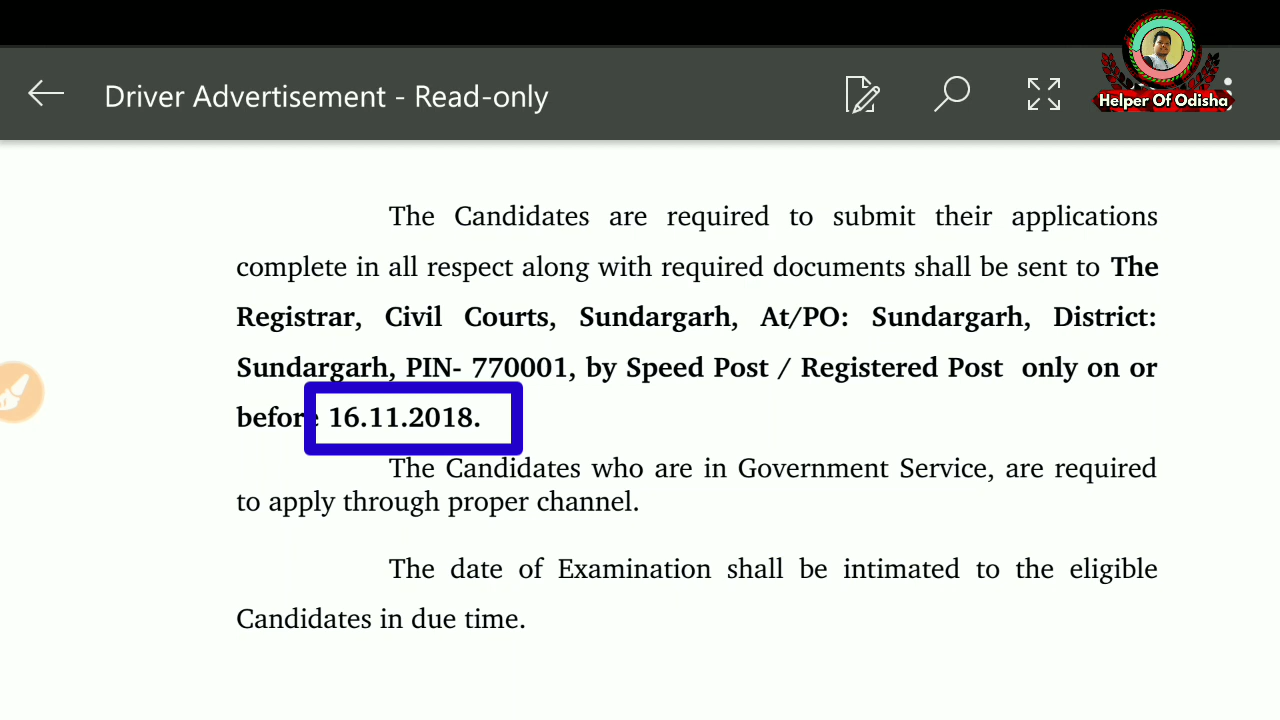 Driver Advertisement - Read-only
Helper Of Odisha
The Candidates are required to submit their applications
complete in all respect along with required documents shall be sent to The
Registrar, Civil Courts, Sundargarh, At/PO: Sundargarh, District:
Sundargarh, PIN- 770001, by Speed Post / Registered Post only on or
before 16.11.2018.
The Candidates who are in Government Service, are required
to apply through proper channel.
The date of Examination shall be intimated to the eligible
Candidates in due time.